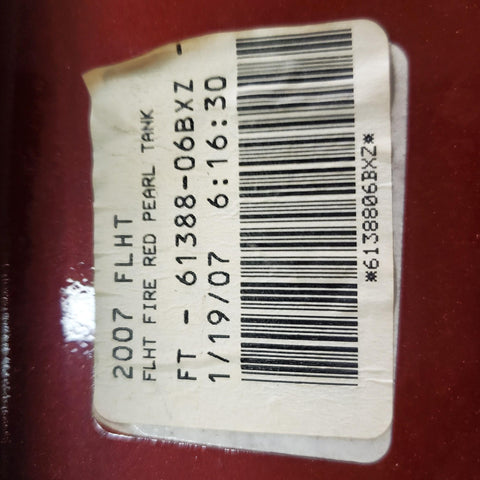 2007 FLHT
FLHT FIRE RED PEARL TANK
FT - 61388-06BXZ -
1/19/07 6:16:30
*6138806BXZ*